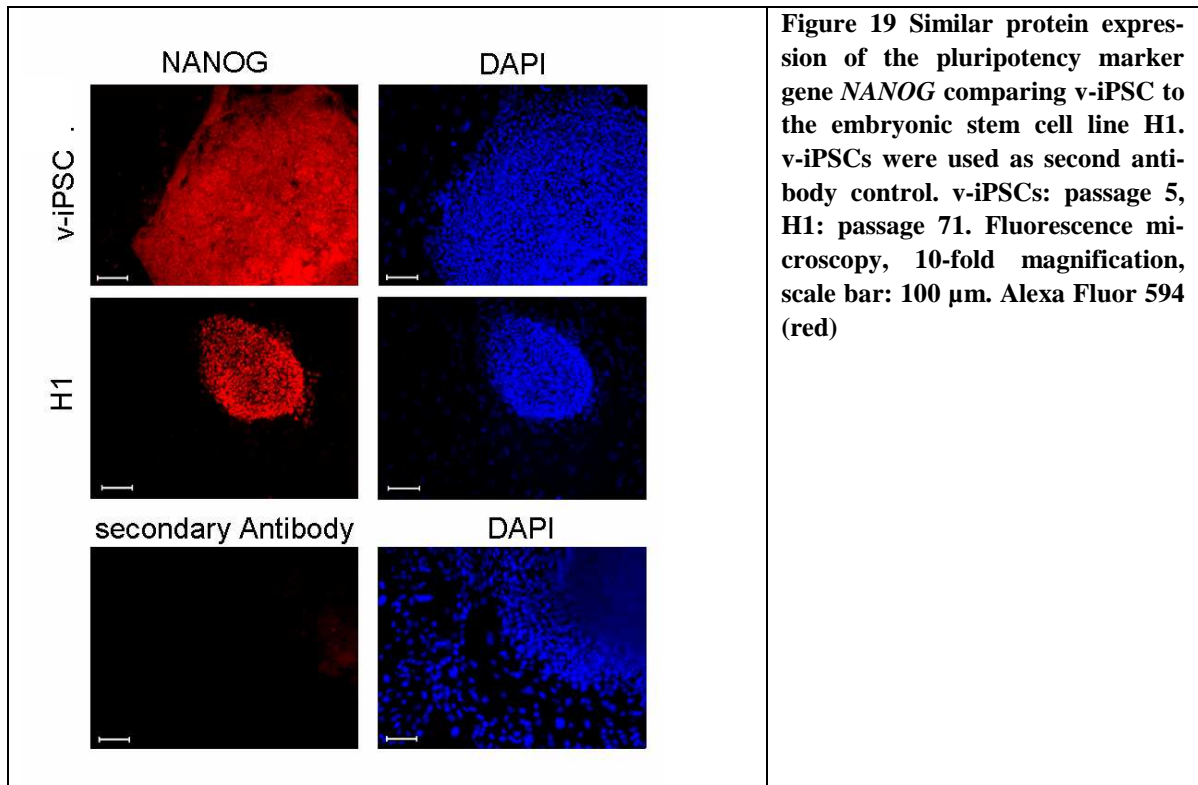 NANOG DAPI
v-iPSC .
H1
secondary Antibody DAPI
Figure 19 Similar protein expres-
sion of the pluripotency marker
gene NANOG comparing v-iPSC to
the embryonic stem cell line H1.
v-iPSCs were used as second anti-
body control. v-iPSCs: passage 5,
H1: passage 71. Fluorescence mi-
croscopy, 10-fold magnification,
scale bar: 100 µm. Alexa Fluor 594
(red)